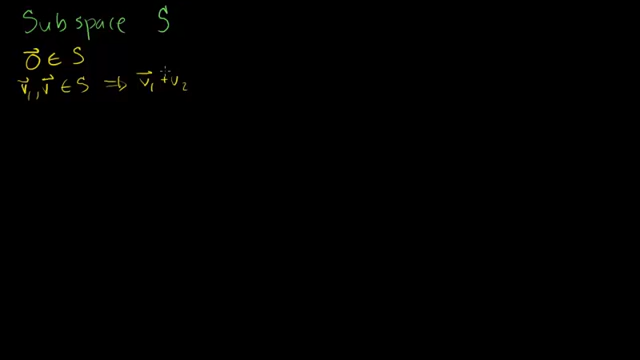 Subspace S
0⃗ ∈ S
v⃗₁, v⃗ ∈ S ⇒ v⃗₁ + v₂